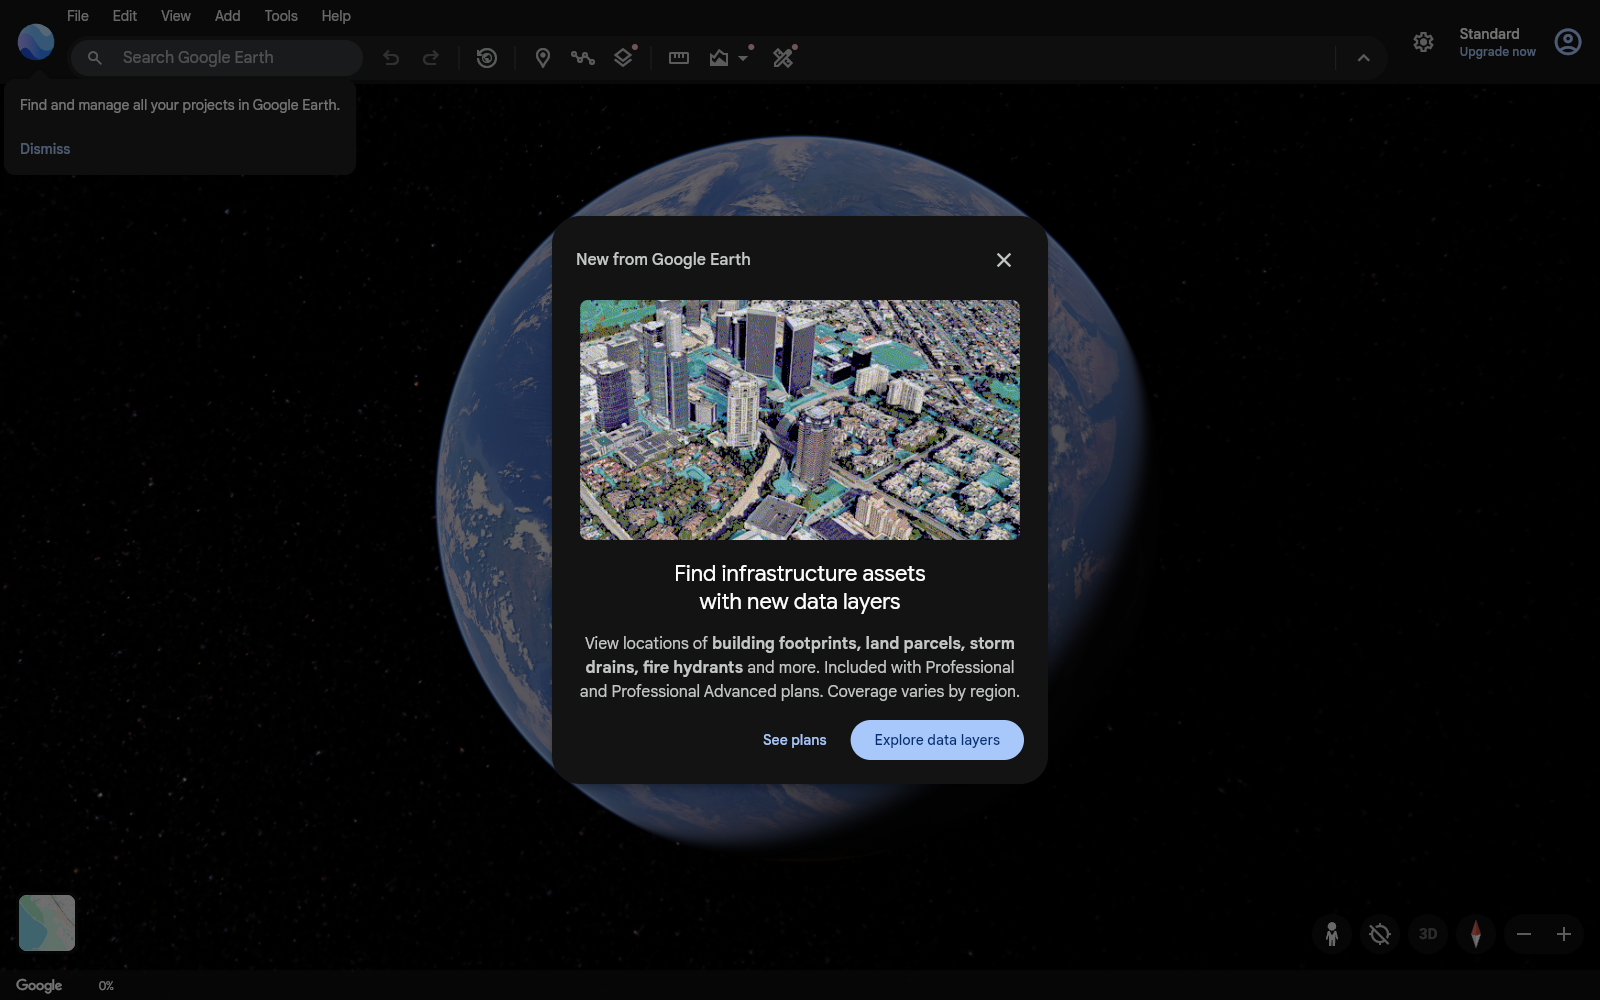 File Edit View Add Tools Help
Search Google Earth
Standard
Upgrade now
Find and manage all your projects in Google Earth.
Dismiss
New from Google Earth
Find infrastructure assets
with new data layers
View locations of building footprints, land parcels, storm
drains, fire hydrants and more. Included with Professional
and Professional Advanced plans. Coverage varies by region.
See plans Explore data layers
3D
Google 0%